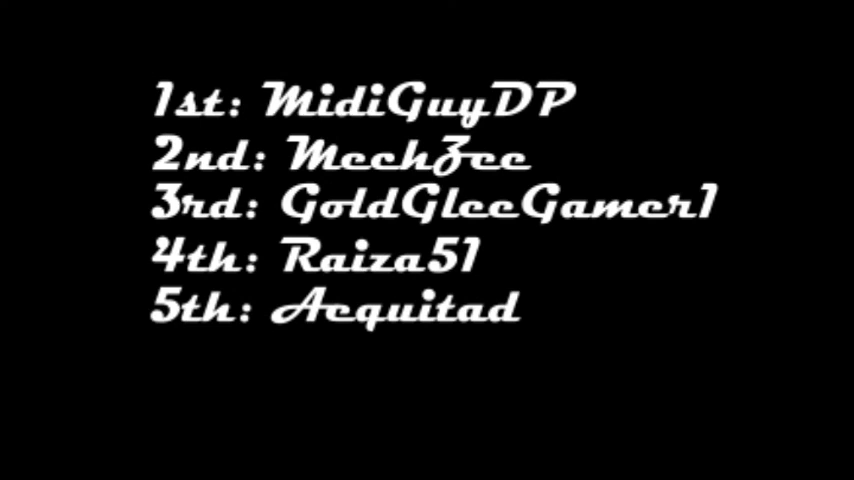 1st: MidiGuyDP
2nd: MechZee
3rd: GoldGleeGamer1
4th: Raiza51
5th: Aequitad